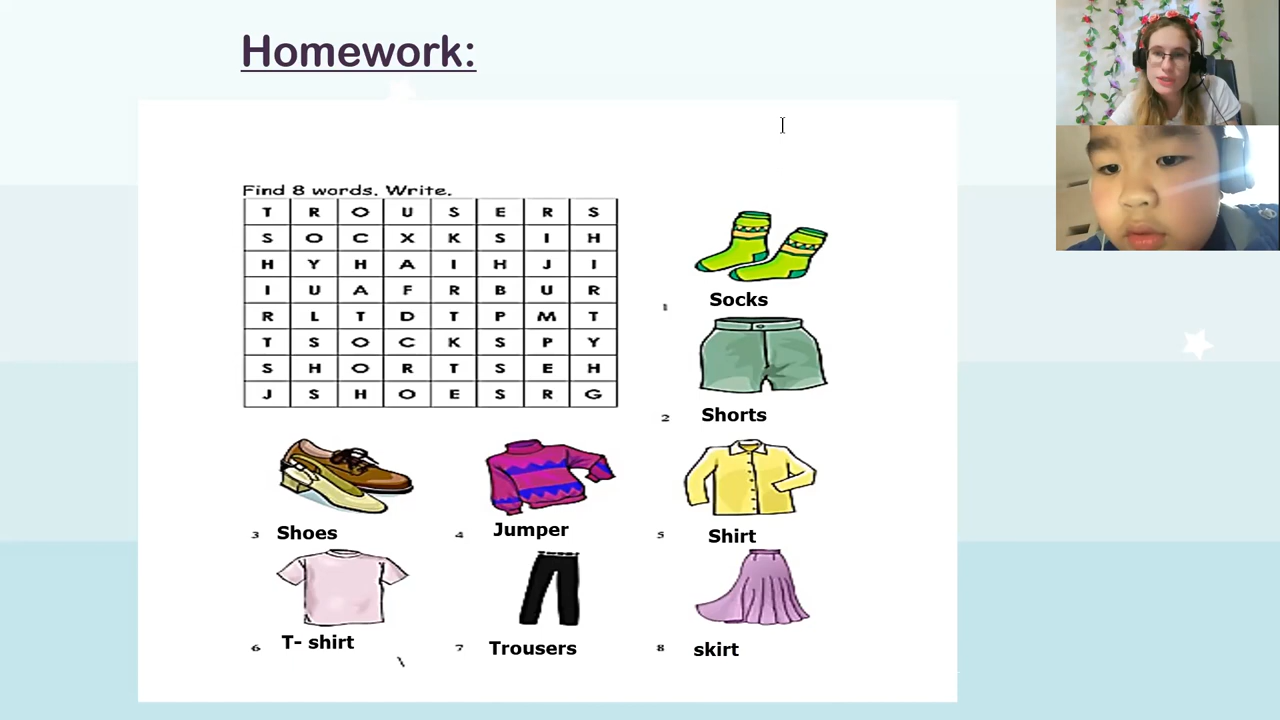 Homework:
Find 8 words. Write.
T R O U S E R S
S O C X K S I H
H Y H A I H J I
I U A F R B U R
R L T D T P M T
T S O C K S P Y
S H O R T S E H
J S H O E S R G
1 Socks
2 Shorts
3 Shoes
4 Jumper
5 Shirt
6 T- shirt
7 Trousers
8 skirt